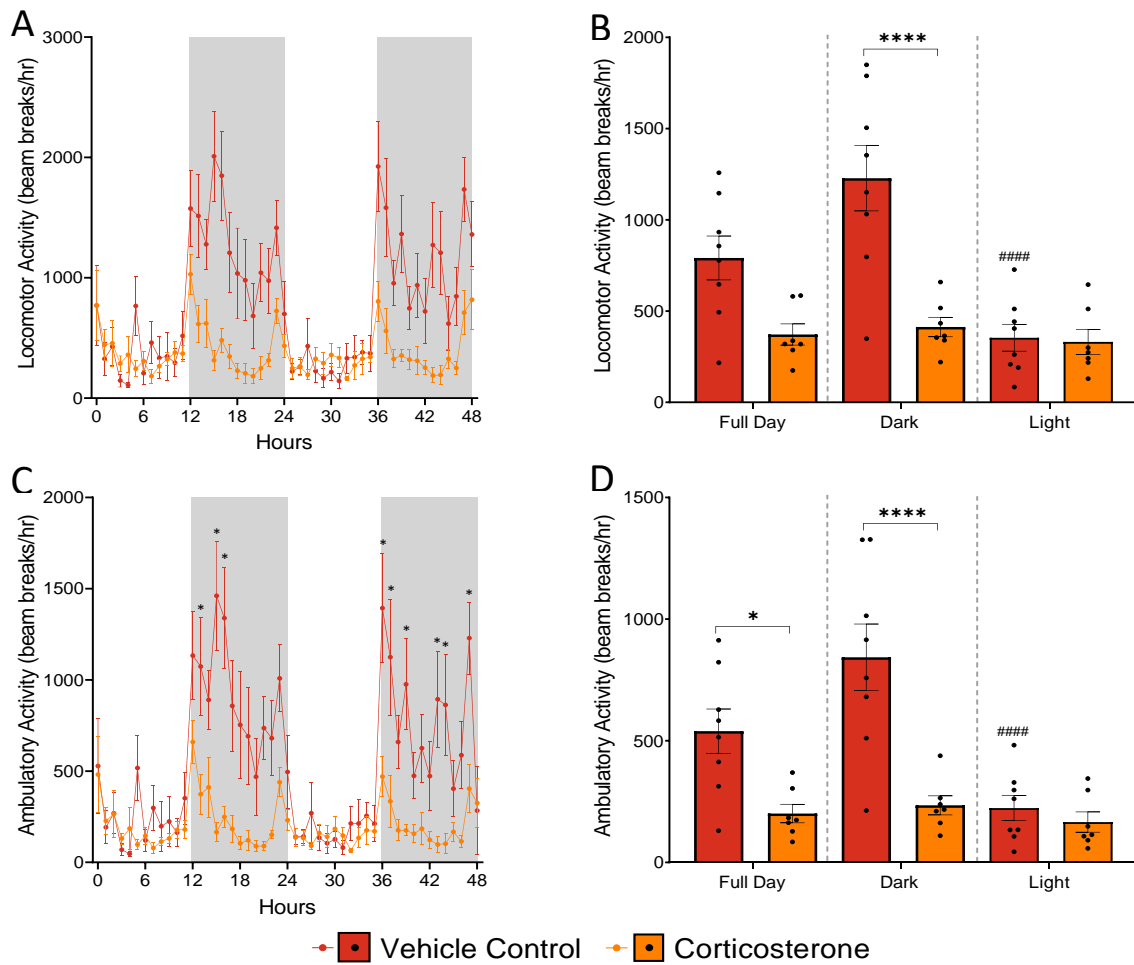 A
Locomotor Activity (beam breaks/hr)
3000
2000
1000
0
0 6 12 18 24 30 36 42 48
Hours
B
Locomotor Activity (beam breaks/hr)
2000
1500
1000
500
0
****
####
Full Day Dark Light
C
Ambulatory Activity (beam breaks/hr)
2000
1500
1000
500
0
* * * * * * * * *
0 6 12 18 24 30 36 42 48
Hours
D
Ambulatory Activity (beam breaks/hr)
1500
1000
500
0
*
****
####
Full Day Dark Light
Vehicle Control Corticosterone